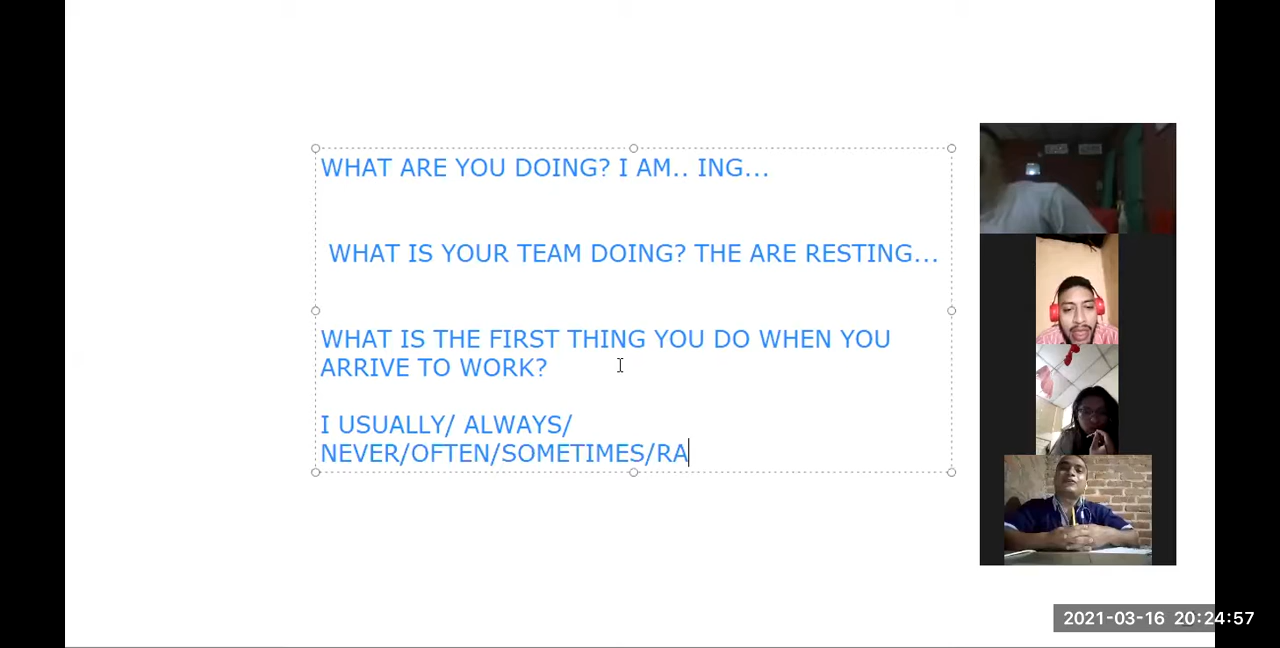 WHAT ARE YOU DOING? I AM.. ING...
WHAT IS YOUR TEAM DOING? THE ARE RESTING...
WHAT IS THE FIRST THING YOU DO WHEN YOU
ARRIVE TO WORK?
I USUALLY/ ALWAYS/
NEVER/OFTEN/SOMETIMES/RA
2021-03-16 20:24:57